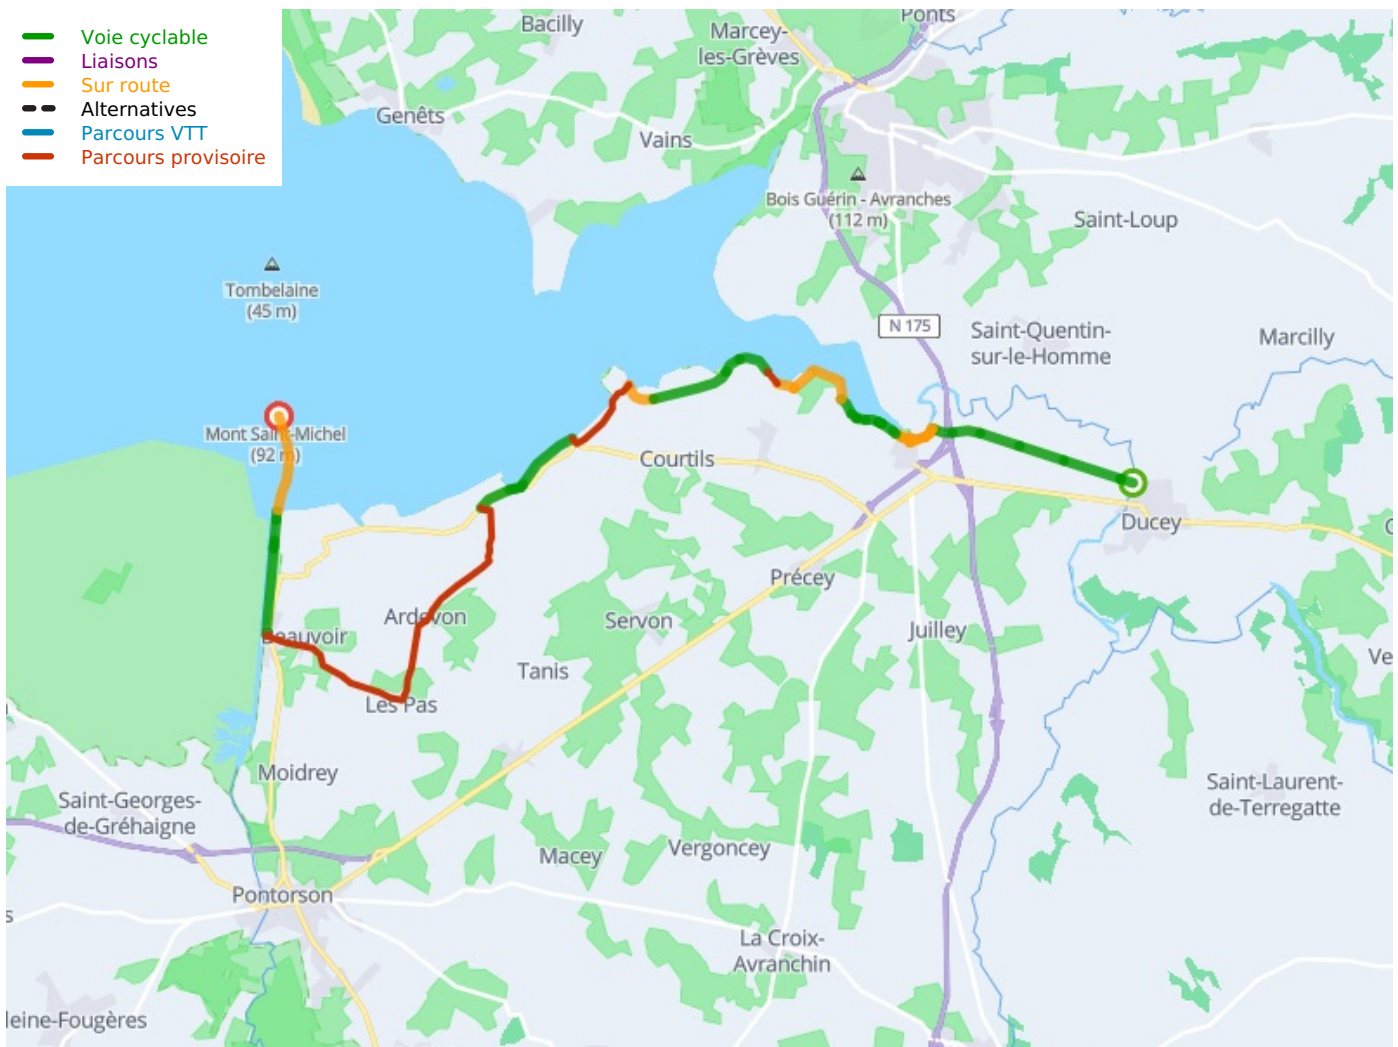 Voie cyclable
Liaisons
Sur route
Alternatives
Parcours VTT
Parcours provisoire
Bacilly
Ponts
Marcey-
les-Grèves
Genêts
Vains
Bois Guérin - Avranches
(112 m)
Saint-Loup
Tombelaine
(45 m)
N 175
Saint-Quentin-
sur-le-Homme
Marcilly
Mont Saint-Michel
(92 m)
Courtils
Ducey
Précey
Ardevon
Servon
Beauvoir
Juilley
Tanis
Ve
Les Pas
Moidrey
Saint-Georges-
de-Gréhaigne
Saint-Laurent-
de-Terregatte
Macey
Vergoncey
Pontorson
s
La Croix-
Avranchin
leine-Fougères